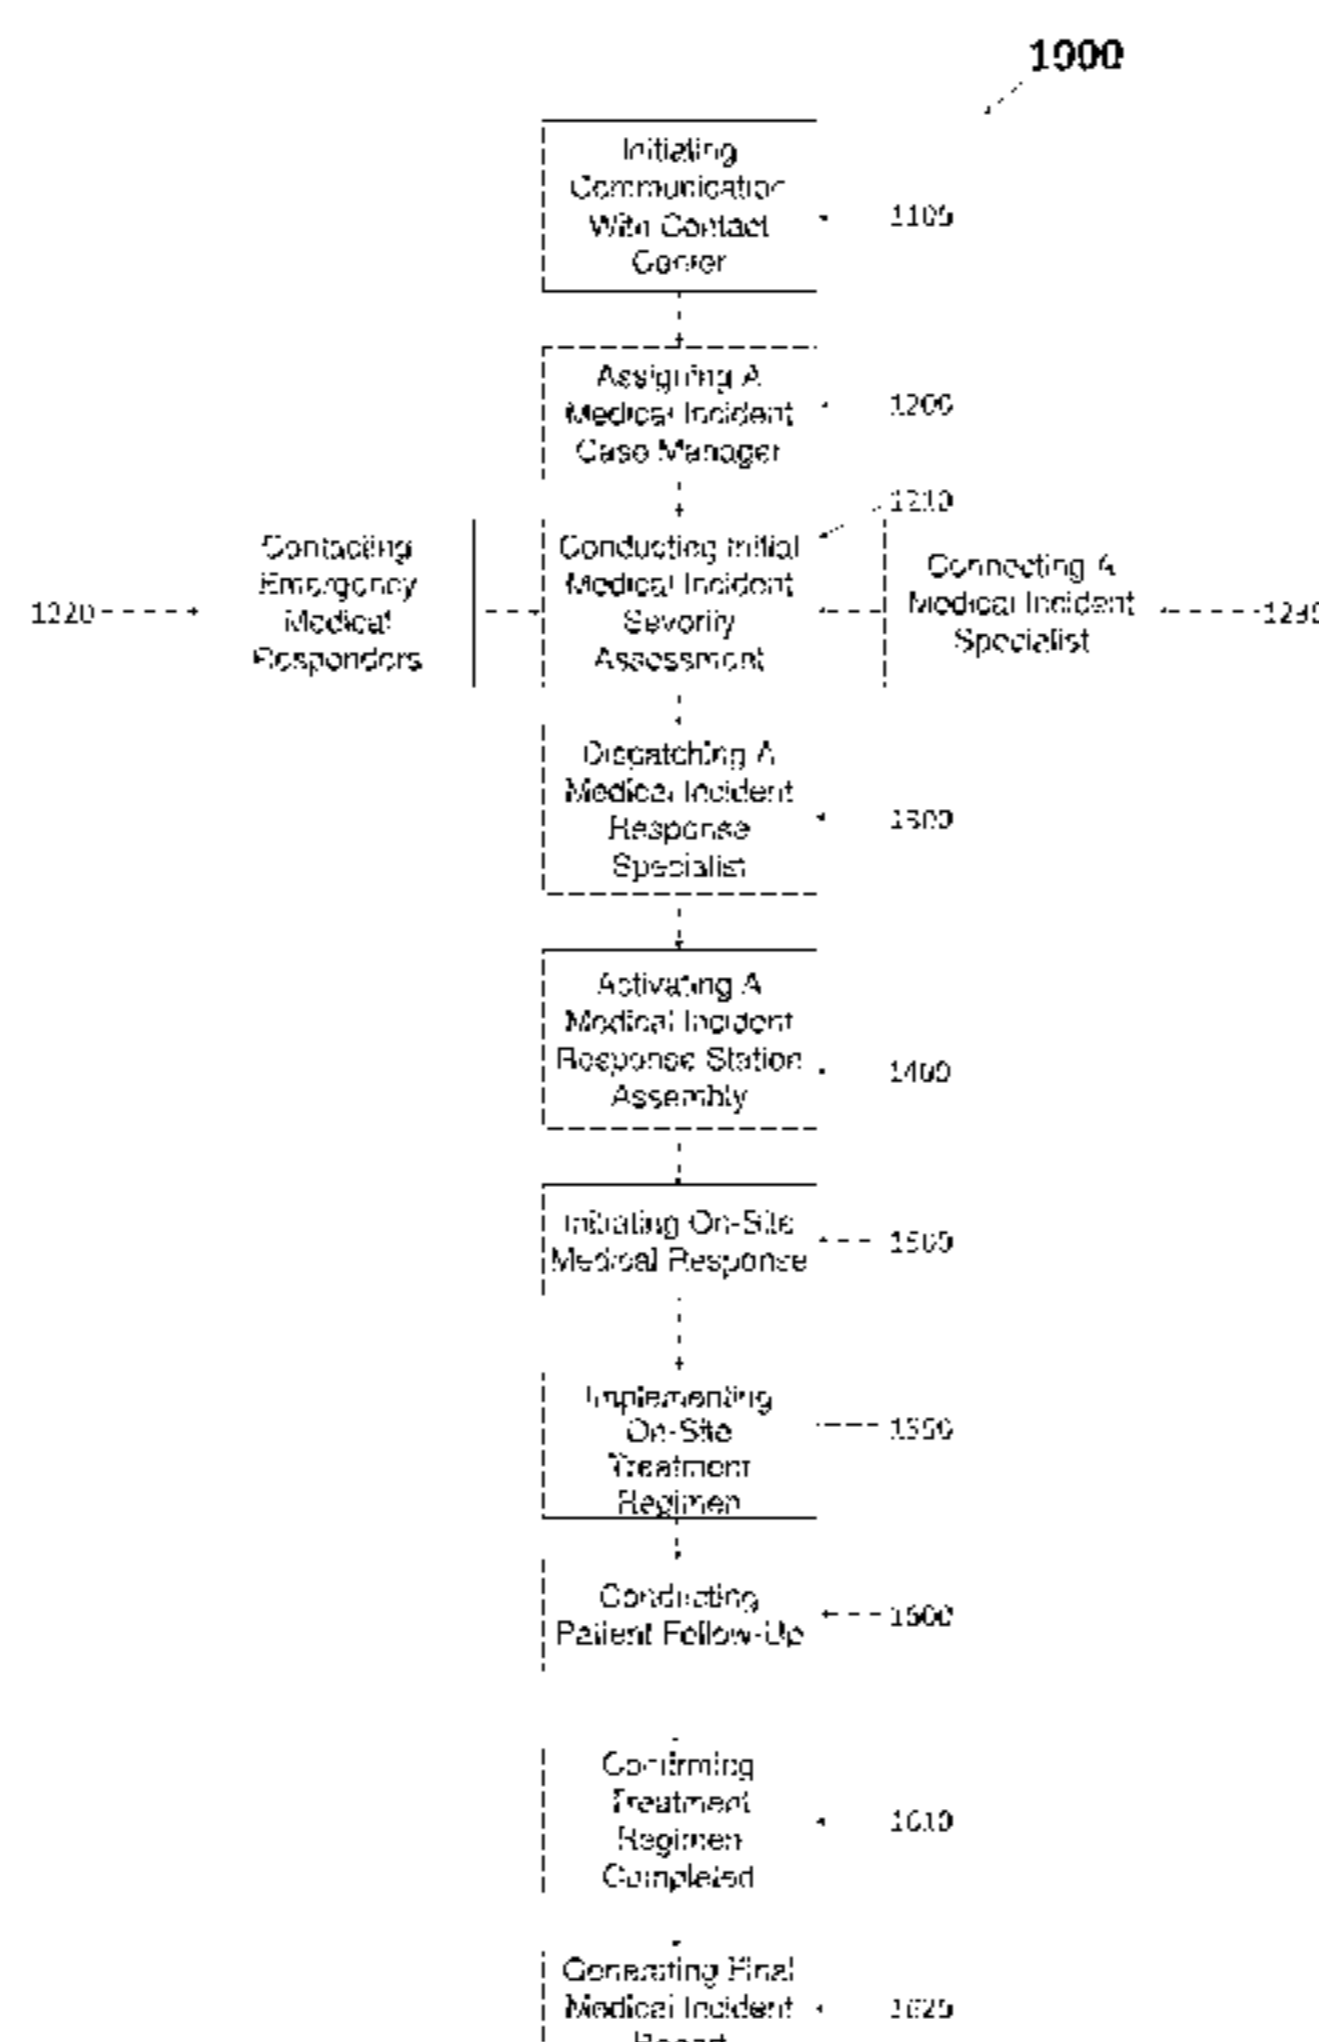 1000
Initiating
Communication
With Contact
Center
1100
Assigning A
Medical Incident
Case Manager
1200
1210
Contacting
Emergency
Medical
Responders
1220
Conducting Initial
Medical Incident
Severity
Assessment
Connecting A
Medical Incident
Specialist
Dispatching A
Medical Incident
Response
Specialist
1300
Activating A
Medical Incident
Response Station
Assembly
1400
Initiating On-Site
Medical Response
1500
Implementing
On-Site
Treatment
Regimen
1550
Conducting
Patient Follow-Up
1600
Confirming
Treatment
Regimen
Completed
1610
Generating Final
Medical Incident
Report